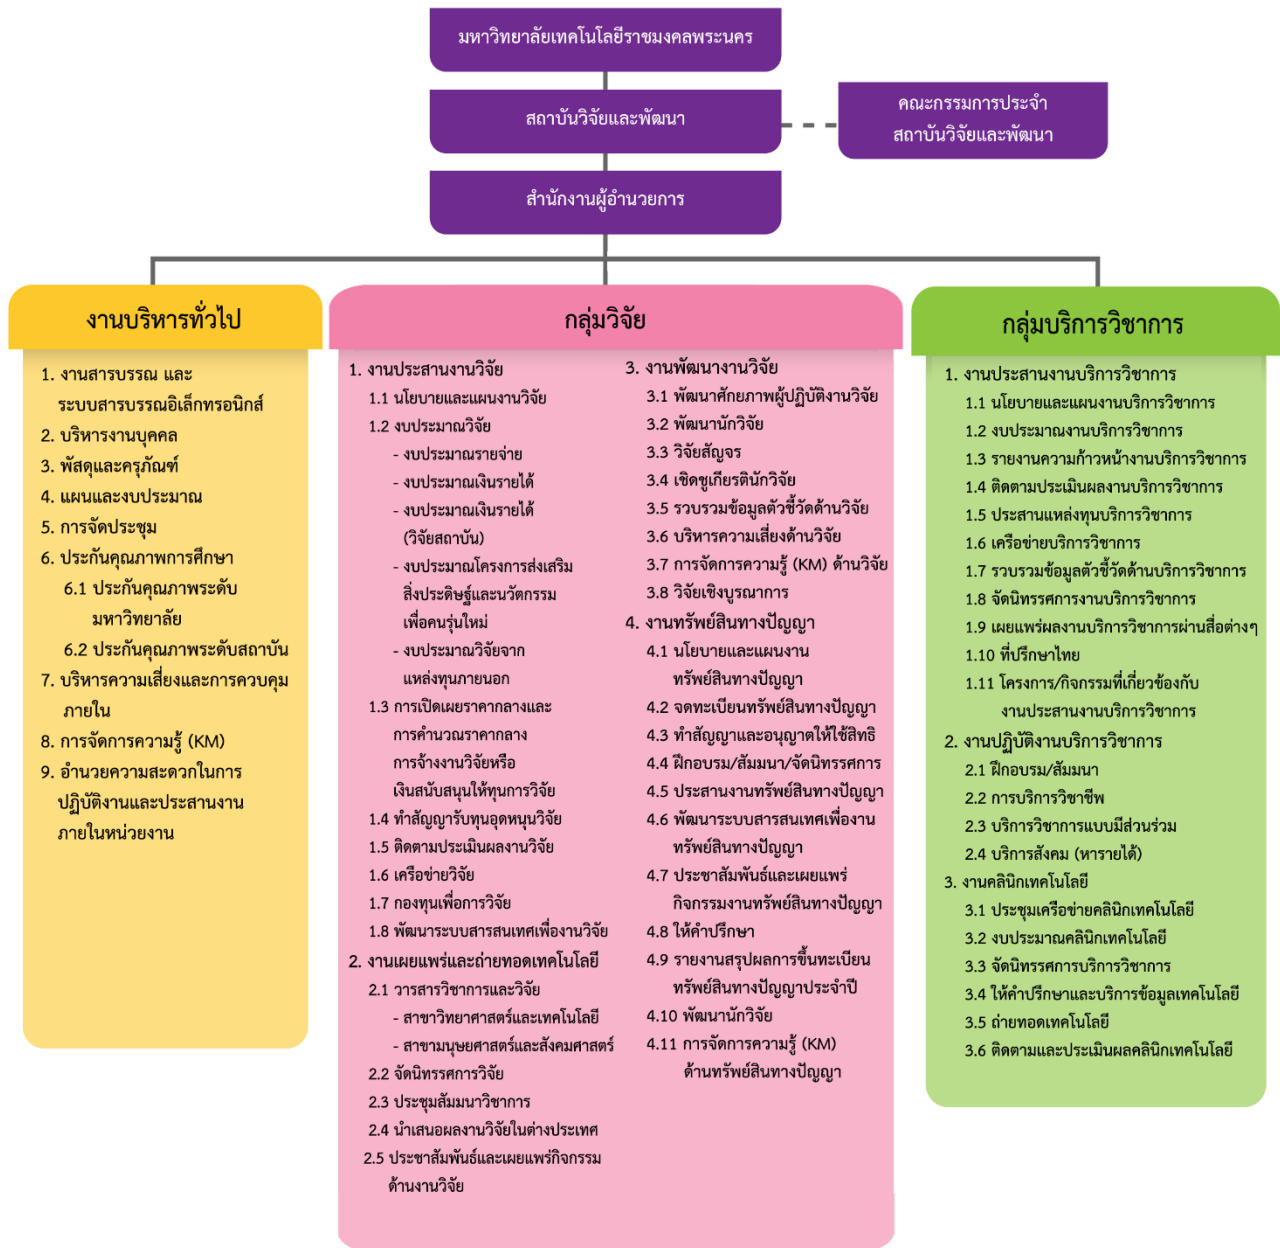 มหาวิทยาลัยเทคโนโลยีราชมงคลพระนคร
สถาบันวิจัยและพัฒนา
คณะกรรมการประจำ
สถาบันวิจัยและพัฒนา
สำนักงานผู้อำนวยการ
งานบริหารทั่วไป
1. งานสารบรรณ และ
ระบบสารบรรณอิเล็กทรอนิกส์
2. บริหารงานบุคคล
3. พัสดุและครุภัณฑ์
4. แผนและงบประมาณ
5. การจัดประชุม
6. ประกันคุณภาพการศึกษา
6.1 ประกันคุณภาพระดับ
มหาวิทยาลัย
6.2 ประกันคุณภาพระดับสถาบัน
7. บริหารความเสี่ยงและการควบคุม
ภายใน
8. การจัดการความรู้ (KM)
9. อำนวยความสะดวกในการ
ปฏิบัติงานและประสานงาน
ภายในหน่วยงาน
กลุ่มวิจัย
1. งานประสานงานวิจัย
1.1 นโยบายและแผนงานวิจัย
1.2 งบประมาณวิจัย
- งบประมาณรายจ่าย
- งบประมาณเงินรายได้
- งบประมาณเงินรายได้
(วิจัยสถาบัน)
- งบประมาณโครงการส่งเสริม
สิ่งประดิษฐ์และนวัตกรรม
เพื่อคนรุ่นใหม่
- งบประมาณวิจัยจาก
แหล่งทุนภายนอก
1.3 การเปิดเผยราคากลางและ
การคำนวณราคากลาง
การจ้างงานวิจัยหรือ
เงินสนับสนุนให้ทุนการวิจัย
1.4 ทำสัญญารับทุนอุดหนุนวิจัย
1.5 ติดตามประเมินผลงานวิจัย
1.6 เครือข่ายวิจัย
1.7 กองทุนเพื่อการวิจัย
1.8 พัฒนาระบบสารสนเทศเพื่องานวิจัย
2. งานเผยแพร่และถ่ายทอดเทคโนโลยี
2.1 วารสารวิชาการและวิจัย
- สาขาวิทยาศาสตร์และเทคโนโลยี
- สาขามนุษยศาสตร์และสังคมศาสตร์
2.2 จัดนิทรรศการวิจัย
2.3 ประชุมสัมมนาวิชาการ
2.4 นำเสนอผลงานวิจัยในต่างประเทศ
2.5 ประชาสัมพันธ์และเผยแพร่กิจกรรม
ด้านงานวิจัย
3. งานพัฒนางานวิจัย
3.1 พัฒนาศักยภาพผู้ปฏิบัติงานวิจัย
3.2 พัฒนานักวิจัย
3.3 วิจัยสัญจร
3.4 เชิดชูเกียรตินักวิจัย
3.5 รวบรวมข้อมูลตัวชี้วัดด้านวิจัย
3.6 บริหารความเสี่ยงด้านวิจัย
3.7 การจัดการความรู้ (KM) ด้านวิจัย
3.8 วิจัยเชิงบูรณาการ
4. งานทรัพย์สินทางปัญญา
4.1 นโยบายและแผนงาน
ทรัพย์สินทางปัญญา
4.2 จดทะเบียนทรัพย์สินทางปัญญา
4.3 ทำสัญญาและอนุญาตให้ใช้สิทธิ
4.4 ฝึกอบรม/สัมมนา/จัดนิทรรศการ
4.5 ประสานงานทรัพย์สินทางปัญญา
4.6 พัฒนาระบบสารสนเทศเพื่องาน
ทรัพย์สินทางปัญญา
4.7 ประชาสัมพันธ์และเผยแพร่
กิจกรรมงานทรัพย์สินทางปัญญา
4.8 ให้คำปรึกษา
4.9 รายงานสรุปผลการขึ้นทะเบียน
ทรัพย์สินทางปัญญาประจำปี
4.10 พัฒนานักวิจัย
4.11 การจัดการความรู้ (KM)
ด้านทรัพย์สินทางปัญญา
กลุ่มบริการวิชาการ
1. งานประสานงานบริการวิชาการ
1.1 นโยบายและแผนงานบริการวิชาการ
1.2 งบประมาณงานบริการวิชาการ
1.3 รายงานความก้าวหน้างานบริการวิชาการ
1.4 ติดตามประเมินผลงานบริการวิชาการ
1.5 ประสานแหล่งทุนบริการวิชาการ
1.6 เครือข่ายบริการวิชาการ
1.7 รวบรวมข้อมูลตัวชี้วัดด้านบริการวิชาการ
1.8 จัดนิทรรศการงานบริการวิชาการ
1.9 เผยแพร่ผลงานบริการวิชาการผ่านสื่อต่างๆ
1.10 ที่ปรึกษาไทย
1.11 โครงการ/กิจกรรมที่เกี่ยวข้องกับ
งานประสานงานบริการวิชาการ
2. งานปฏิบัติงานบริการวิชาการ
2.1 ฝึกอบรม/สัมมนา
2.2 การบริการวิชาชีพ
2.3 บริการวิชาการแบบมีส่วนร่วม
2.4 บริการสังคม (หารายได้)
3. งานคลินิกเทคโนโลยี
3.1 ประชุมเครือข่ายคลินิกเทคโนโลยี
3.2 งบประมาณคลินิกเทคโนโลยี
3.3 จัดนิทรรศการบริการวิชาการ
3.4 ให้คำปรึกษาและบริการข้อมูลเทคโนโลยี
3.5 ถ่ายทอดเทคโนโลยี
3.6 ติดตามและประเมินผลคลินิกเทคโนโลยี